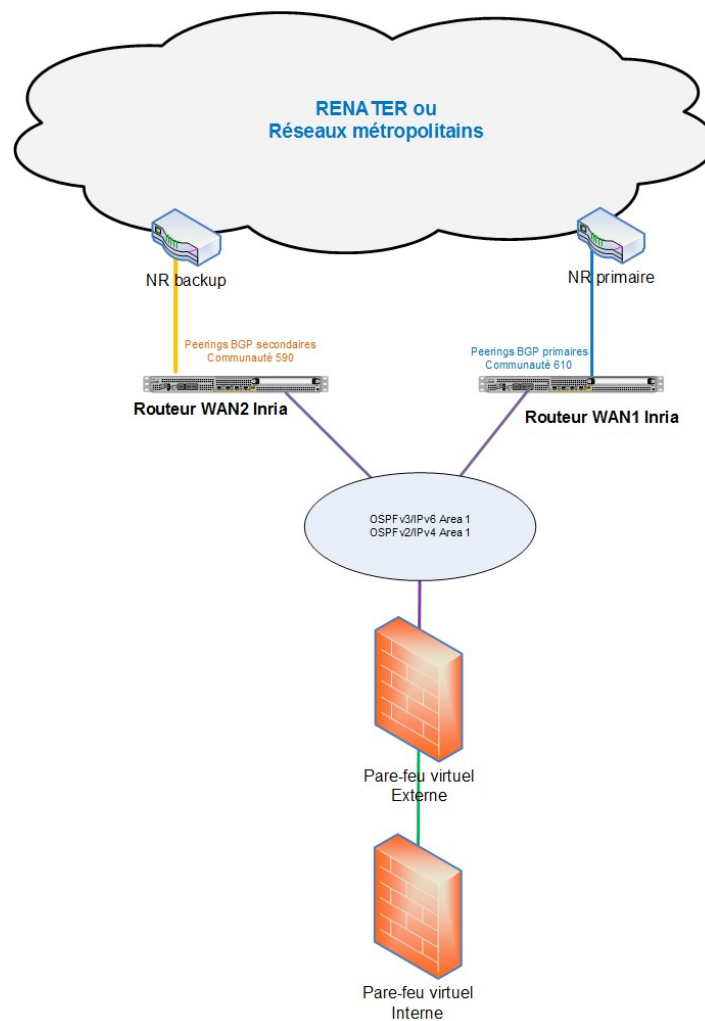 RENATER ou
Réseaux métropolitains
NR backup
NR primaire
Peerings BGP secondaires
Communauté 590
Peerings BGP primaires
Communauté 610
Routeur WAN2 Inria
Routeur WAN1 Inria
OSPFv3/IPv6 Area 1
OSPFv2/IPv4 Area 1
Pare-feu virtuel
Externe
Pare-feu virtuel
Interne